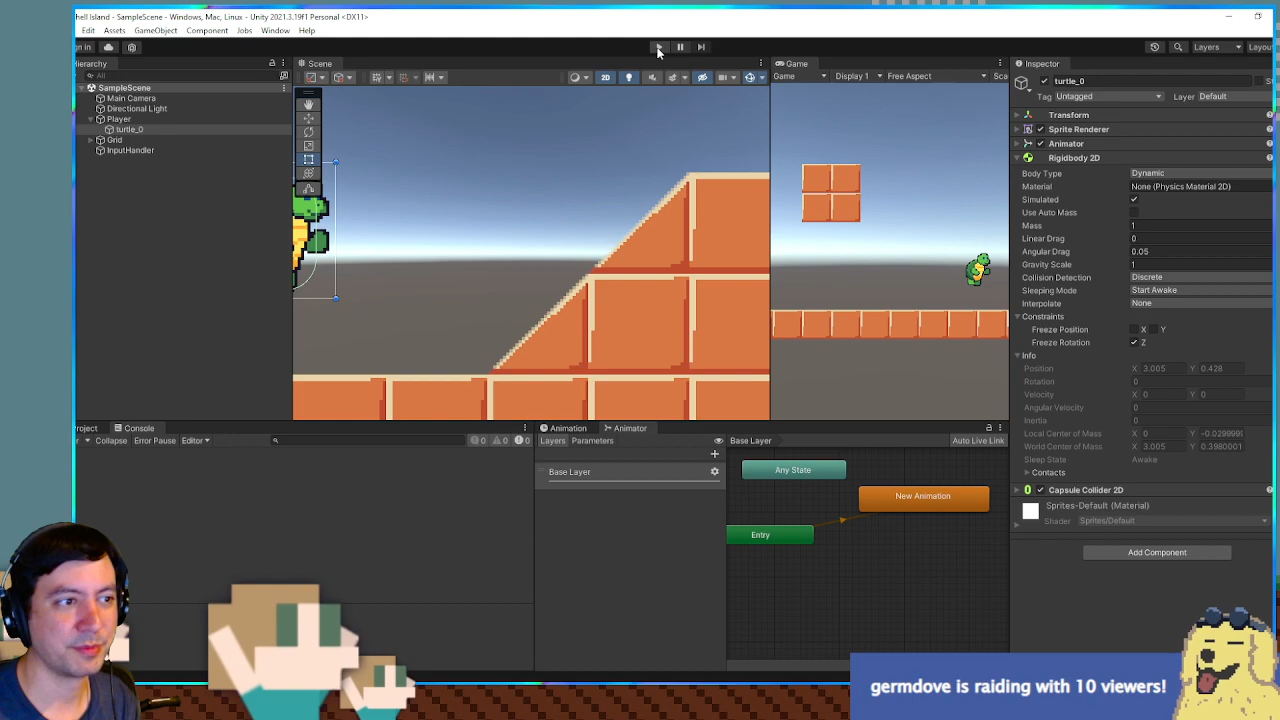 hell Island - SampleScene - Windows, Mac, Linux - Unity 2021.3.19f1 Personal <DX11>
Edit Assets GameObject Component Jobs Window Help
n in
Layers
Layou
Hierarchy
All
SampleScene
Main Camera
Directional Light
Player
turtle_0
Grid
InputHandler
Scene
2D
Game
Game Display 1 Free Aspect Sca
Inspector
turtle_0 S
Tag Untagged Layer Default
Transform
Sprite Renderer
Animator
Rigidbody 2D
Body Type Dynamic
Material None (Physics Material 2D)
Simulated
Use Auto Mass
Mass 1
Linear Drag 0
Angular Drag 0.05
Gravity Scale 1
Collision Detection Discrete
Sleeping Mode Start Awake
Interpolate None
Constraints
Freeze Position X Y
Freeze Rotation Z
Info
Position X 3.005 Y 0.428
Rotation 0
Velocity X 0 Y 0
Angular Velocity 0
Inertia 0
Local Center of Mass X 0 Y -0.0299999
World Center of Mass X 3.005 Y 0.3980001
Sleep State Awake
Contacts
Capsule Collider 2D
Sprites-Default (Material)
Shader Sprites/Default
Add Component
Project Console
Collapse Error Pause Editor
0 0 0
Animation Animator
Layers Parameters
Base Layer
Base Layer
Auto Live Link
Any State
New Animation
Entry
germdove is raiding with 10 viewers!